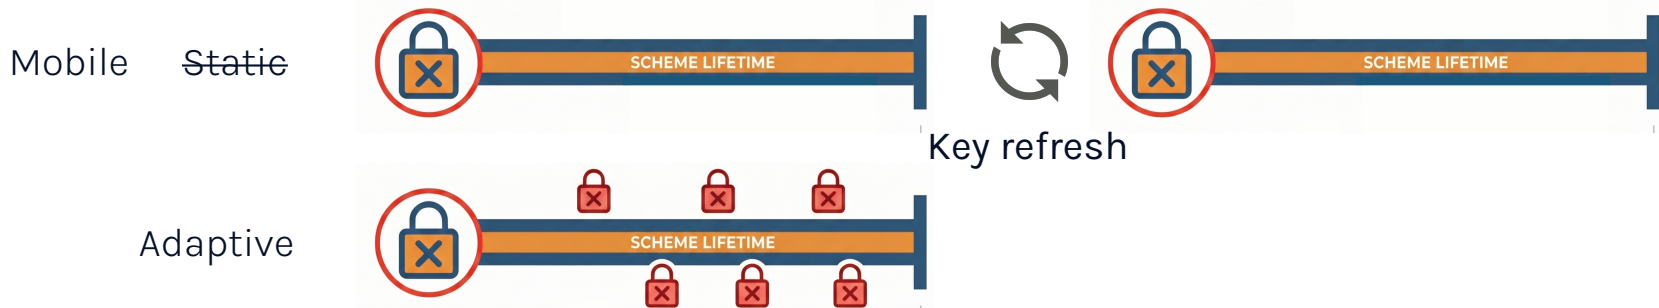 Mobile Static SCHEME LIFETIME SCHEME LIFETIME
Key refresh
Adaptive SCHEME LIFETIME